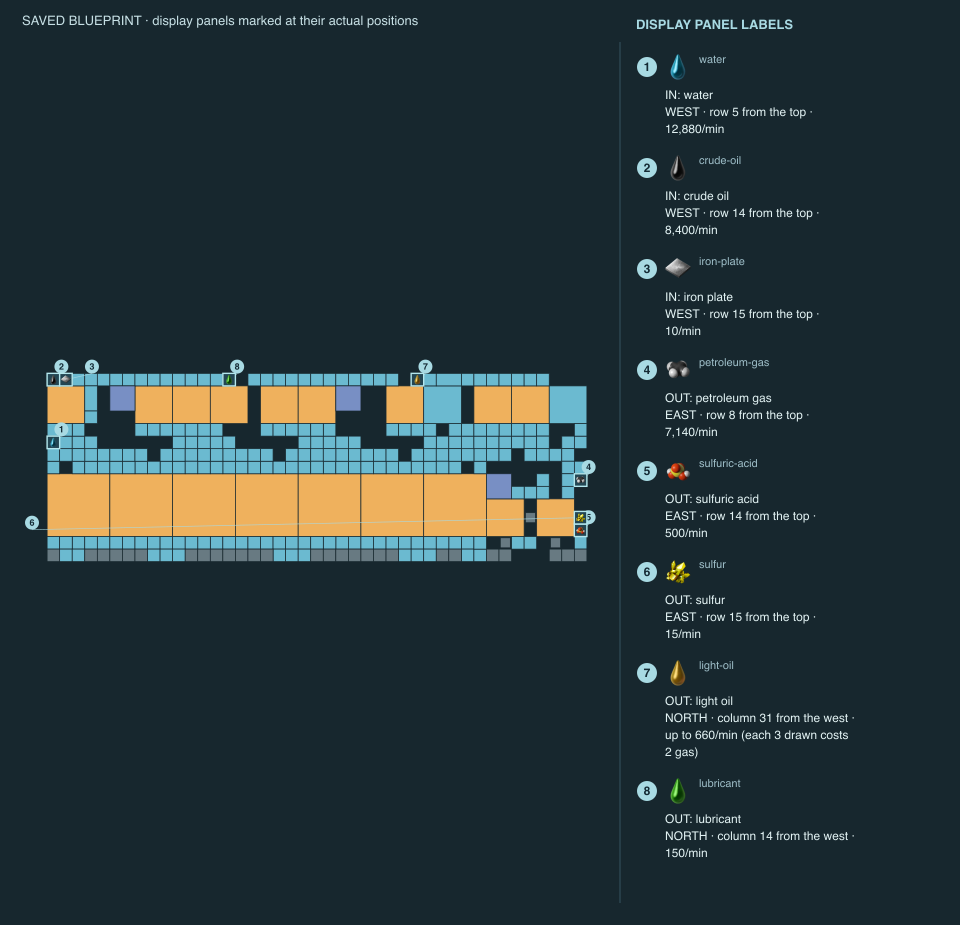 SAVED BLUEPRINT · display panels marked at their actual positions
2
3
8
7
1
4
6
5
DISPLAY PANEL LABELS
1
water
IN: water
WEST · row 5 from the top ·
12,880/min
2
crude-oil
IN: crude oil
WEST · row 14 from the top ·
8,400/min
3
iron-plate
IN: iron plate
WEST · row 15 from the top ·
10/min
4
petroleum-gas
OUT: petroleum gas
EAST · row 8 from the top ·
7,140/min
5
sulfuric-acid
OUT: sulfuric acid
EAST · row 14 from the top ·
500/min
6
sulfur
OUT: sulfur
EAST · row 15 from the top ·
15/min
7
light-oil
OUT: light oil
NORTH · column 31 from the west ·
up to 660/min (each 3 drawn costs
2 gas)
8
lubricant
OUT: lubricant
NORTH · column 14 from the west ·
150/min